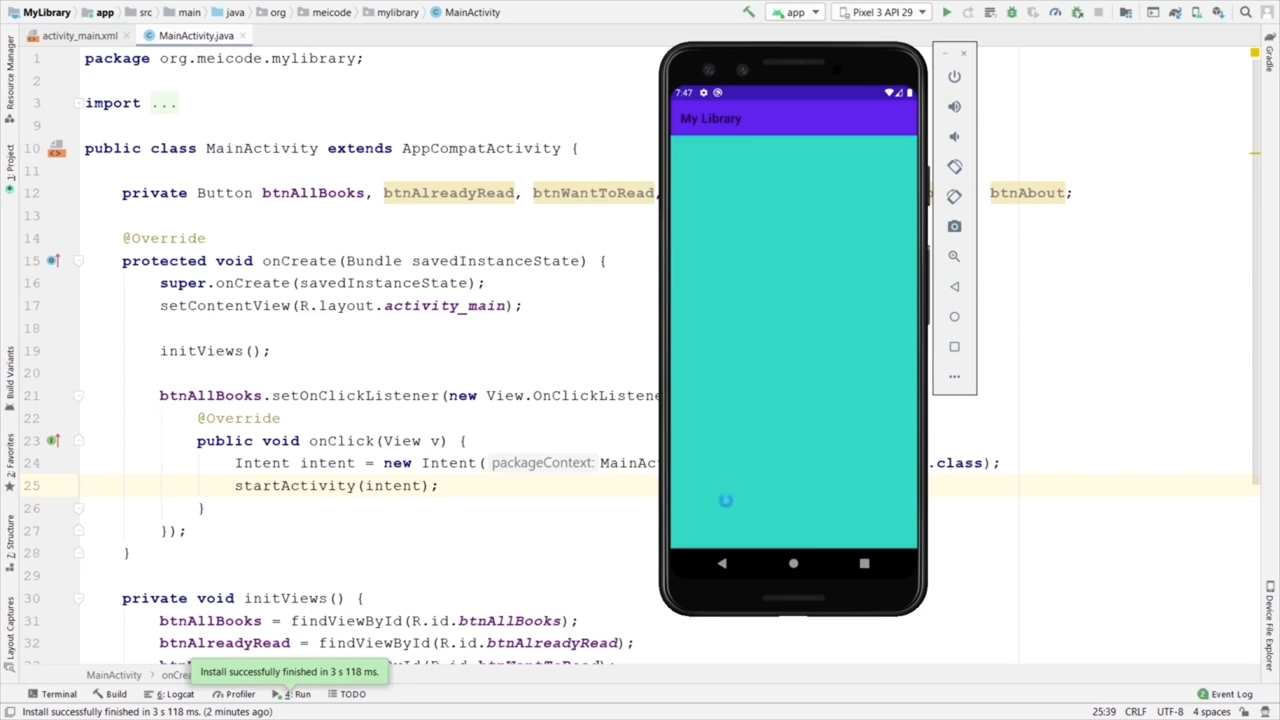 MyLibrary app src main java org meicode mylibrary MainActivity app Pixel 3 API 29
activity_main.xml MainActivity.java
Resource Manager
1: Project
Build Variants
2: Favorites
7: Structure
Layout Captures
1 package org.meicode.mylibrary;
2
3 import ...
9
10 public class MainActivity extends AppCompatActivity {
11
12 private Button btnAllBooks, btnAlreadyRead, btnWantToRead, btnAbout;
13
14 @Override
15 protected void onCreate(Bundle savedInstanceState) {
16 super.onCreate(savedInstanceState);
17 setContentView(R.layout.activity_main);
18
19 initViews();
20
21 btnAllBooks.setOnClickListener(new View.OnClickListene
22 @Override
23 public void onClick(View v) {
24 Intent intent = new Intent( packageContext: MainAc .class);
25 startActivity(intent);
26 }
27 });
28 }
29
30 private void initViews() {
31 btnAllBooks = findViewById(R.id.btnAllBooks);
32 btnAlreadyRead = findViewById(R.id.btnAlreadyRead);
7:47
My Library
Gradle
Device File Explorer
MainActivity
Install successfully finished in 3 s 118 ms.
Terminal Build 6: Logcat Profiler 4: Run TODO Event Log
Install successfully finished in 3 s 118 ms. (2 minutes ago) 25:39 CRLF UTF-8 4 spaces